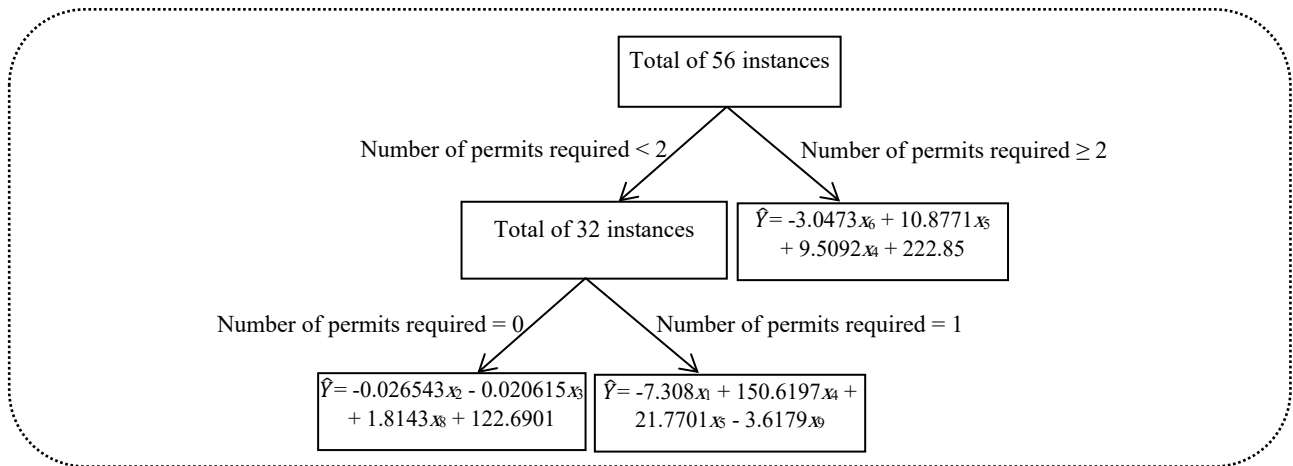 Total of 56 instances
Number of permits required < 2
Number of permits required ≥ 2
Total of 32 instances
Ŷ = -3.0473x₆ + 10.8771x₅
+ 9.5092x₄ + 222.85
Number of permits required = 0
Number of permits required = 1
Ŷ = -0.026543x₂ - 0.020615x₃
+ 1.8143x₈ + 122.6901
Ŷ = -7.308x₁ + 150.6197x₄ +
21.7701x₅ - 3.6179x₉